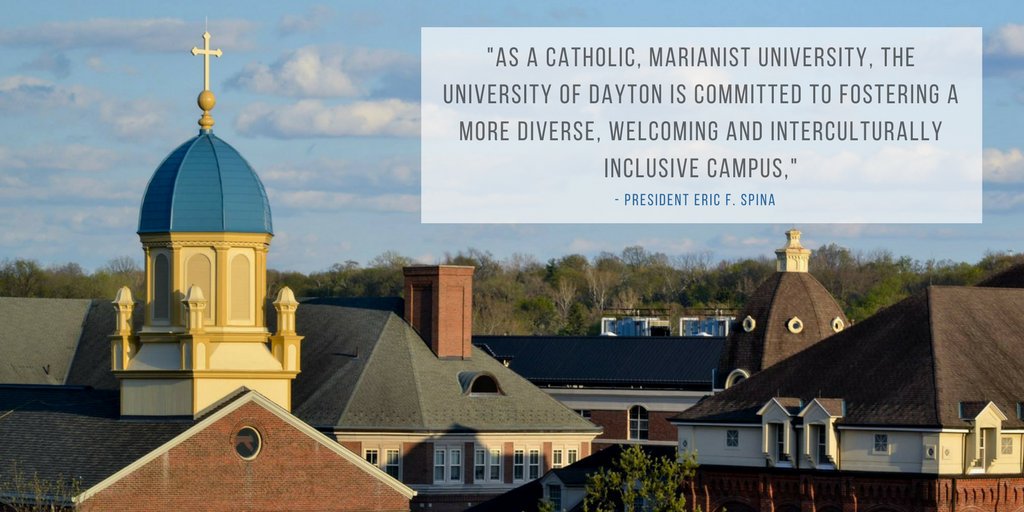 "AS A CATHOLIC, MARIANIST UNIVERSITY, THE
UNIVERSITY OF DAYTON IS COMMITTED TO FOSTERING A
MORE DIVERSE, WELCOMING AND INTERCULTURALLY
INCLUSIVE CAMPUS,"
- PRESIDENT ERIC F. SPINA